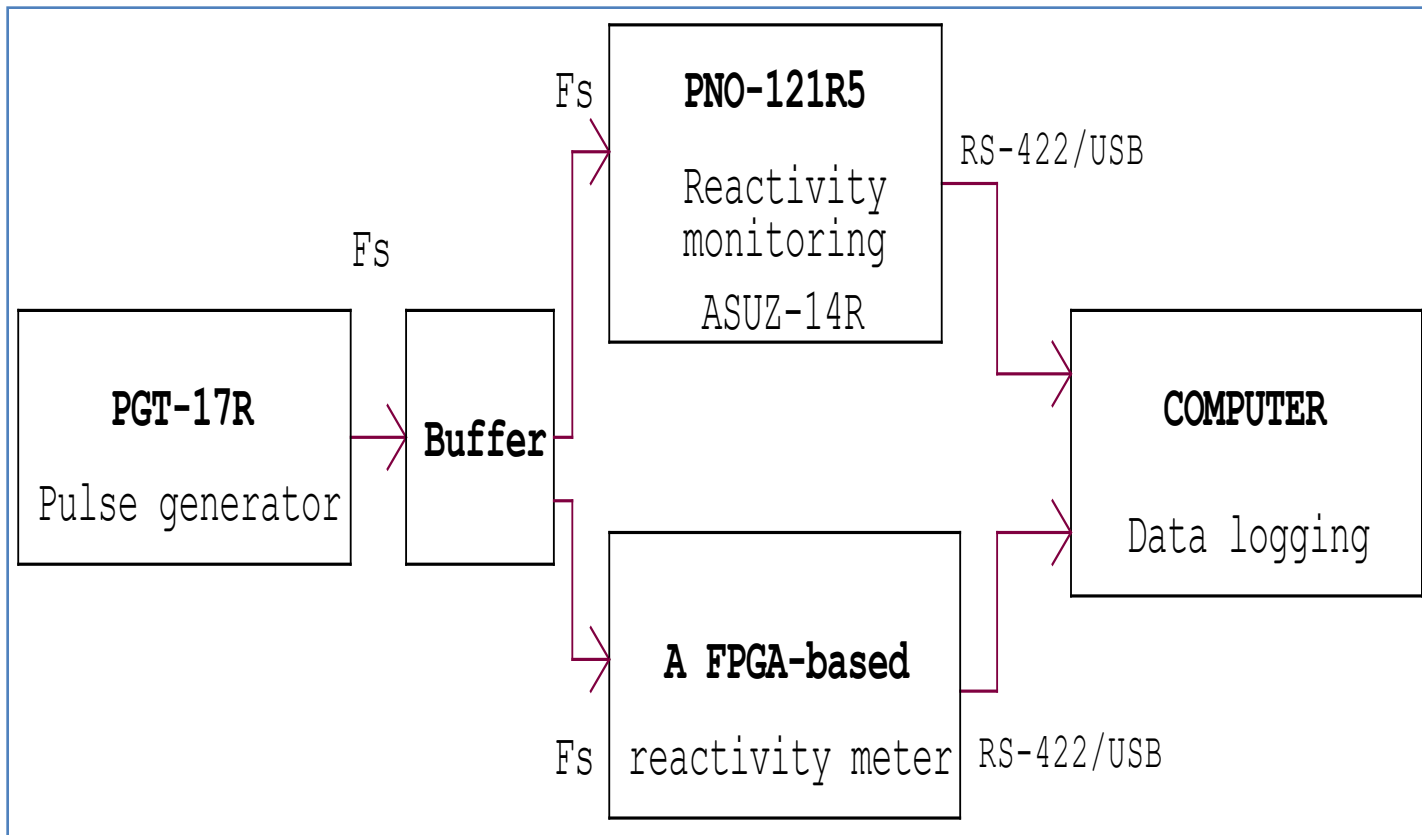 Fs
PGT-17R
Pulse generator
Buffer
Fs
PNO-121R5
Reactivity
monitoring
ASUZ-14R
RS-422/USB
A FPGA-based
Fs
reactivity meter
RS-422/USB
COMPUTER
Data logging